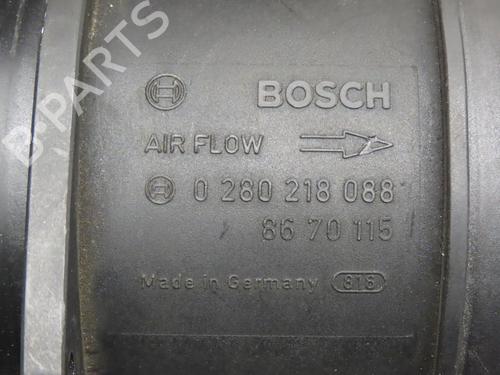 BOSCH
AIR FLOW
0 280 218 088
86 70 115
Made in Germany 818
B-PARTS